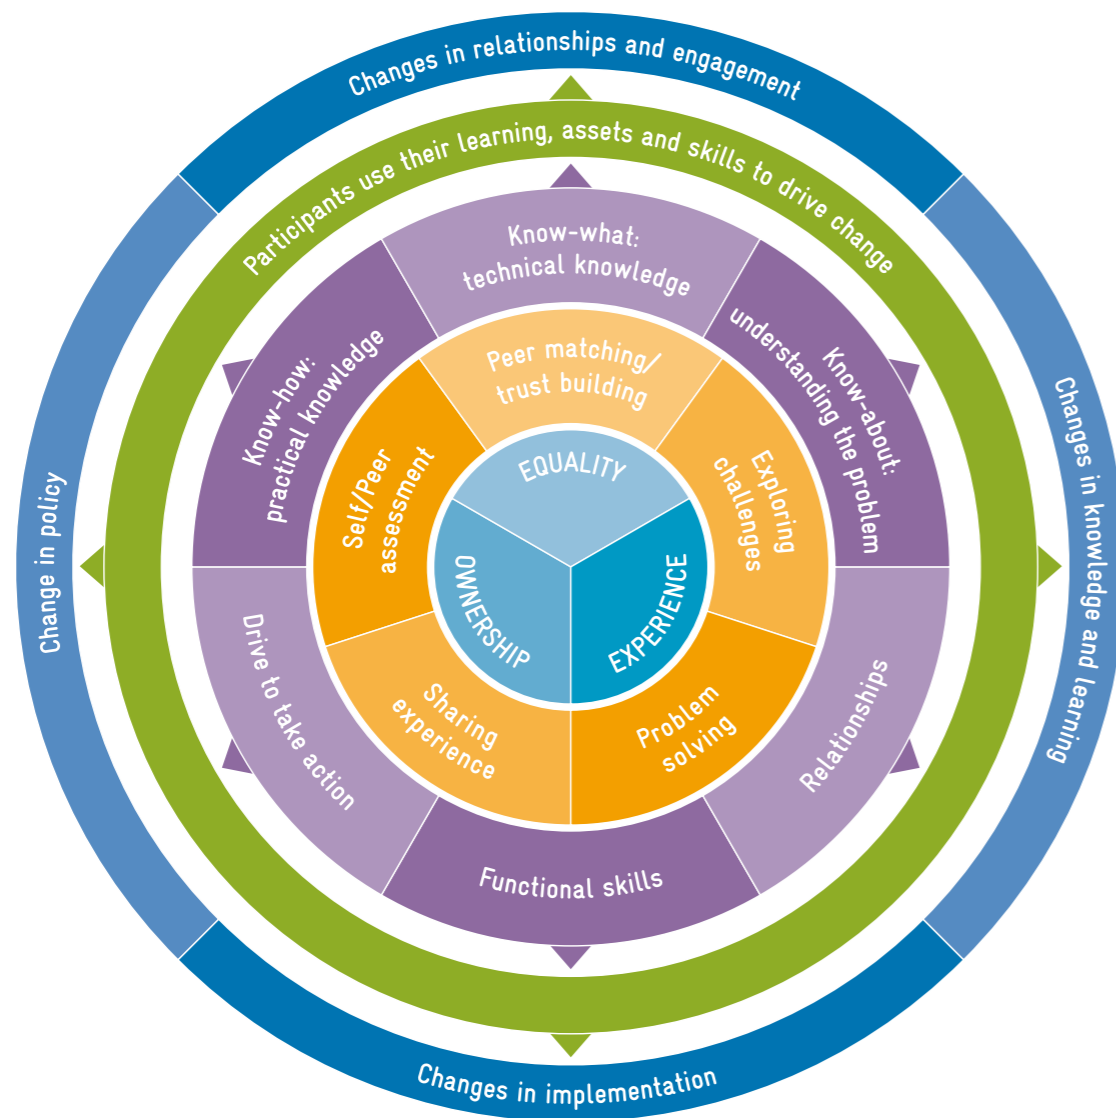 Changes in relationships and engagement
Participants use their learning, assets and skills to drive change
Know-what:
technical knowledge
Know-about:
understanding the problem
Relationships
Functional skills
Drive to take action
Know-how:
practical knowledge
Peer matching/
trust building
Exploring
challenges
Problem
solving
Sharing
experience
Self/Peer
assessment
EQUALITY
EXPERIENCE
OWNERSHIP
Changes in knowledge and learning
Changes in implementation
Change in policy